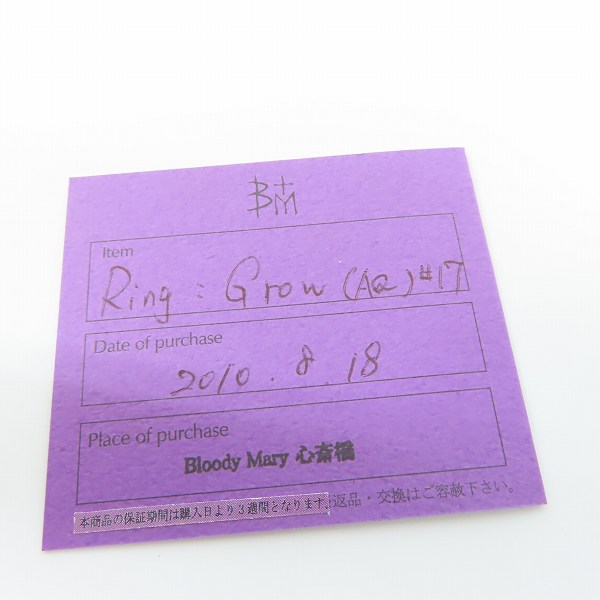 B+M
Item
Ring : Grow (AQ) #17
Date of purchase
2010 . 8 . 18
Place of purchase
Bloody Mary 心斎橋
本商品の保証期間は購入日より3週間となります。返品・交換はご容赦下さい。